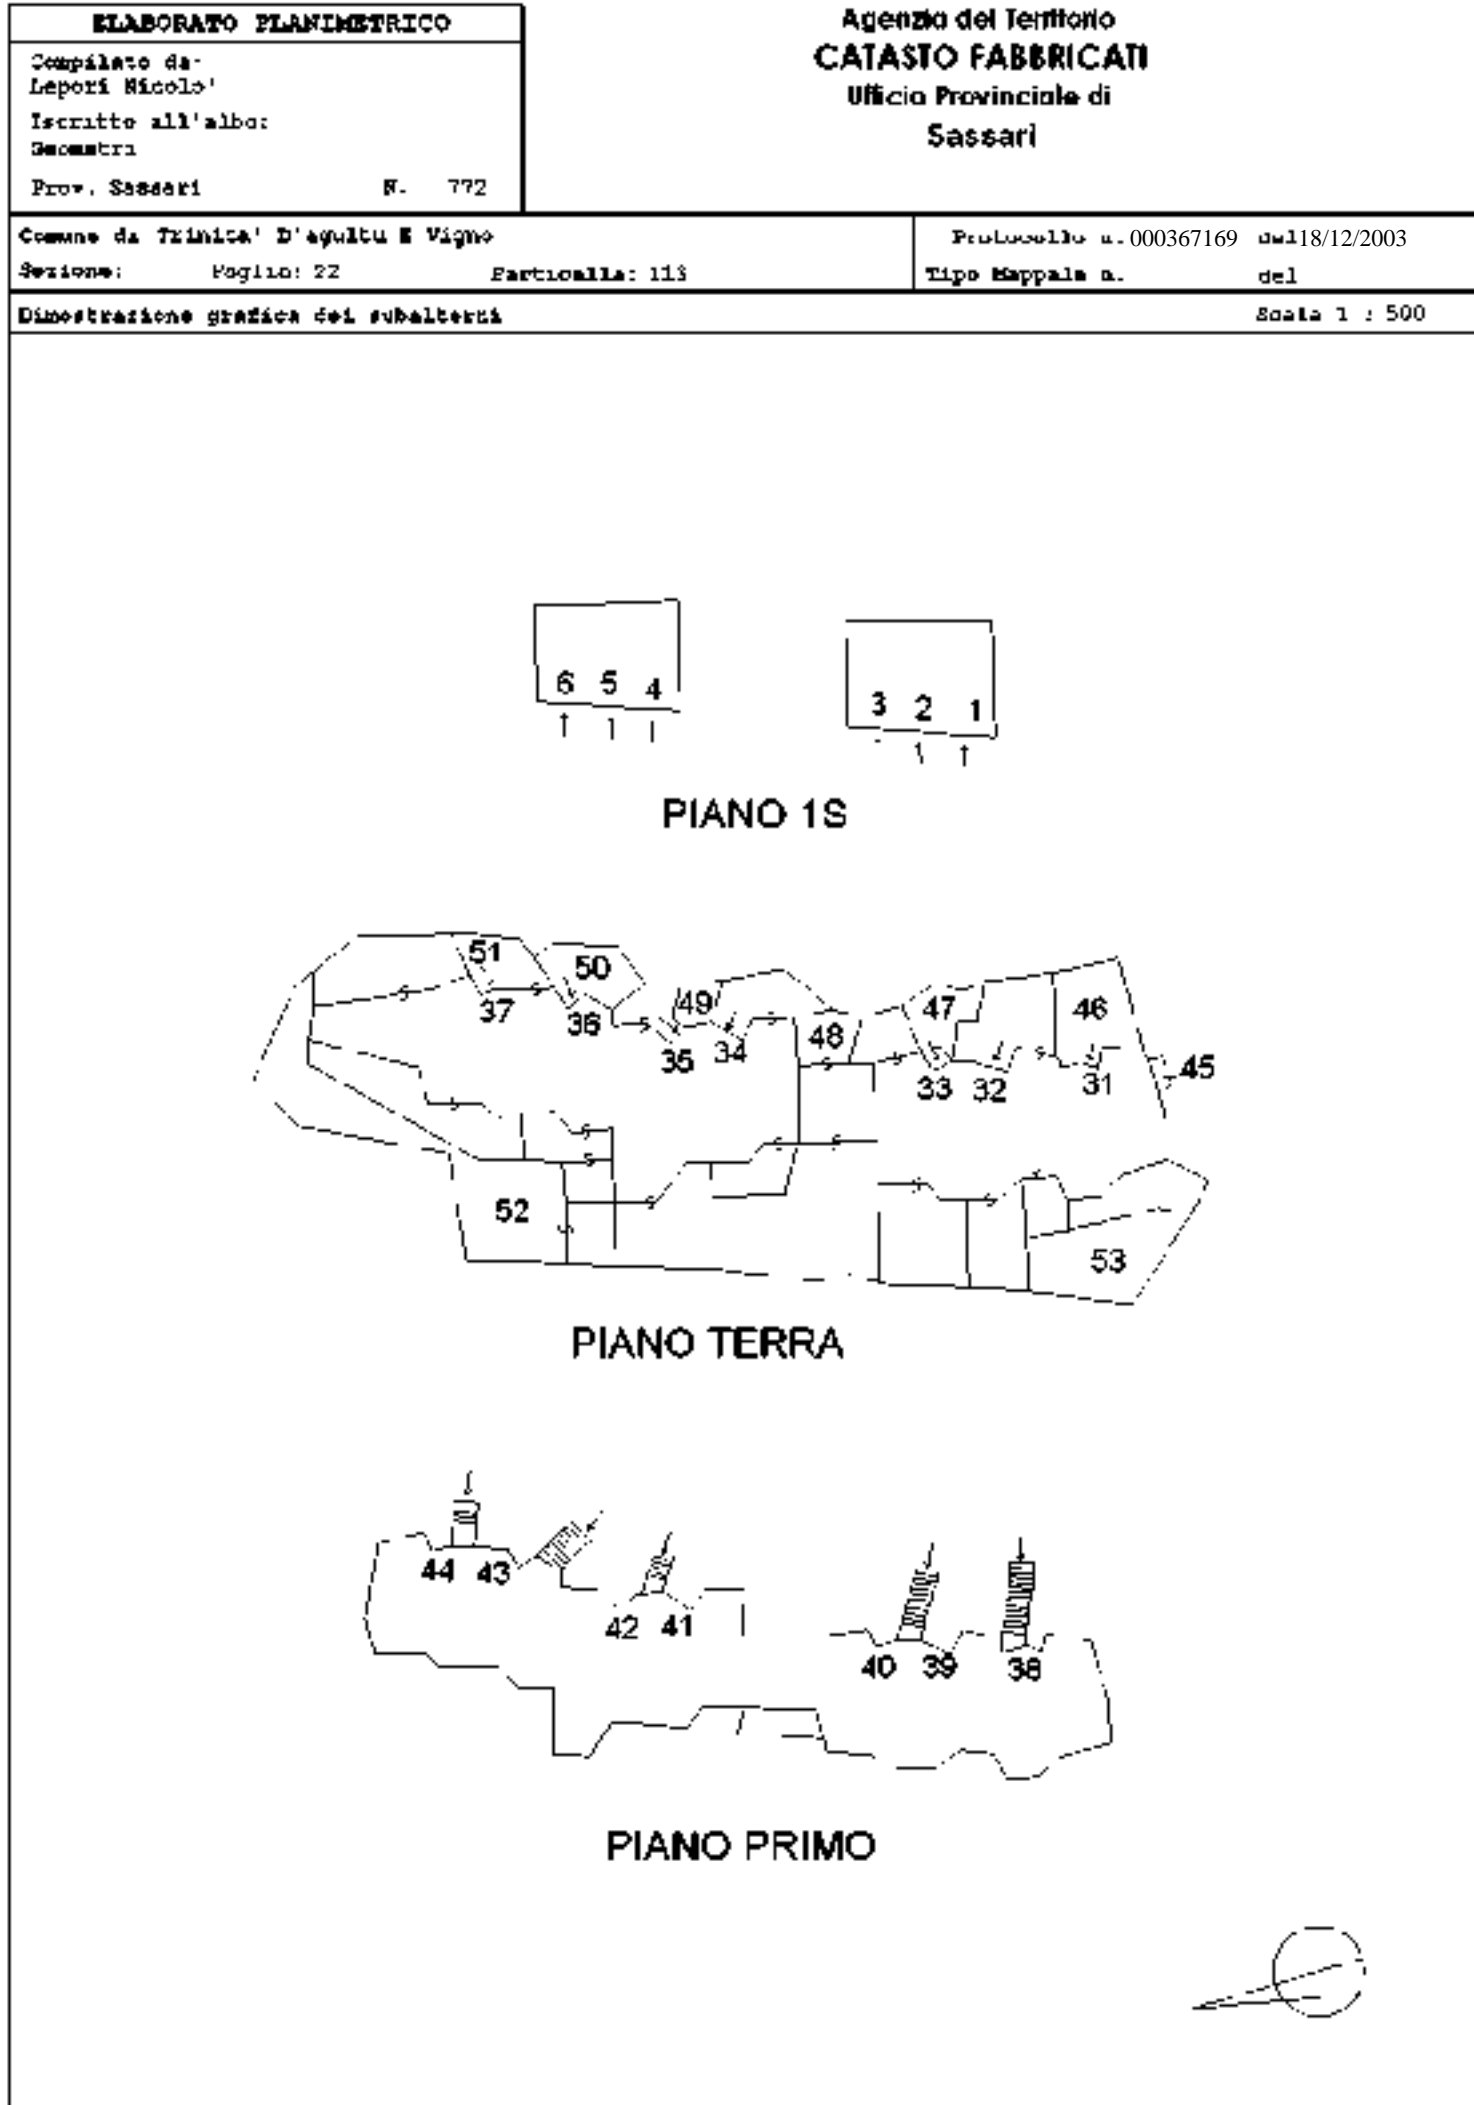 ELABORATO PLANIMETRICO
Compilato da:
Lepori Nicolo'
Iscritto all'albo:
Geometri
Prov. Sassari N. 772
Agenzia del Territorio
CATASTO FABBRICATI
Ufficio Provinciale di
Sassari
Comune di Trinita' D'agultu E Vigno
Sezione: Foglio: 22 Particella: 113
Protocollo n. 000367169 del 18/12/2003
Tipo Mappale n. del
Dimostrazione grafica dei subalterni Scala 1 : 500
6 5 4
3 2 1
PIANO 1S
51 50 49 47 46
37 36 35 34 48 33 32 31 45
52 53
PIANO TERRA
44 43 42 41 40 39 38
PIANO PRIMO